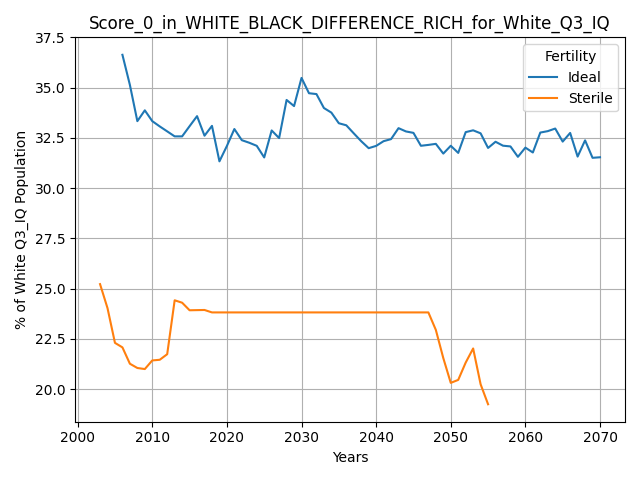 Score_0_in_WHITE_BLACK_DIFFERENCE_RICH_for_White_Q3_IQ
37.5
35.0
32.5
30.0
27.5
25.0
22.5
20.0
% of White Q3_IQ Population
Fertility
Ideal
Sterile
2000 2010 2020 2030 2040 2050 2060 2070
Years